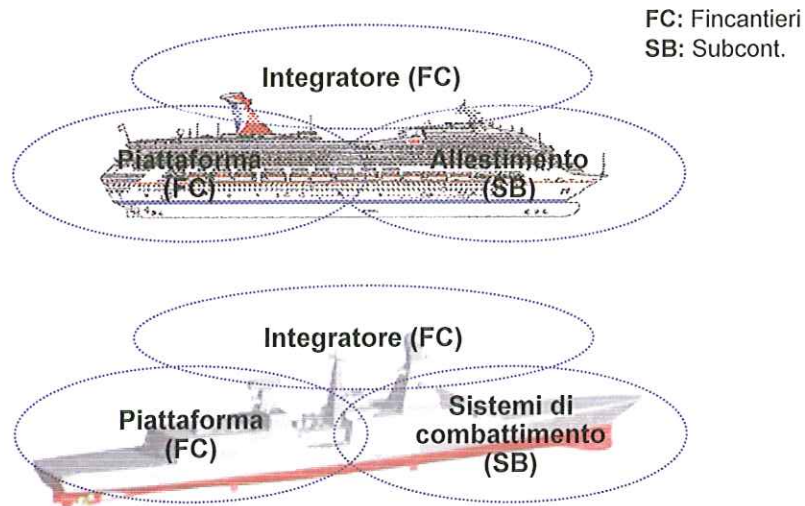 FC: Fincantieri
SB: Subcont.
Integratore (FC)
Piattaforma
(FC)
Allestimento
(SB)
Integratore (FC)
Piattaforma
(FC)
Sistemi di
combattimento
(SB)